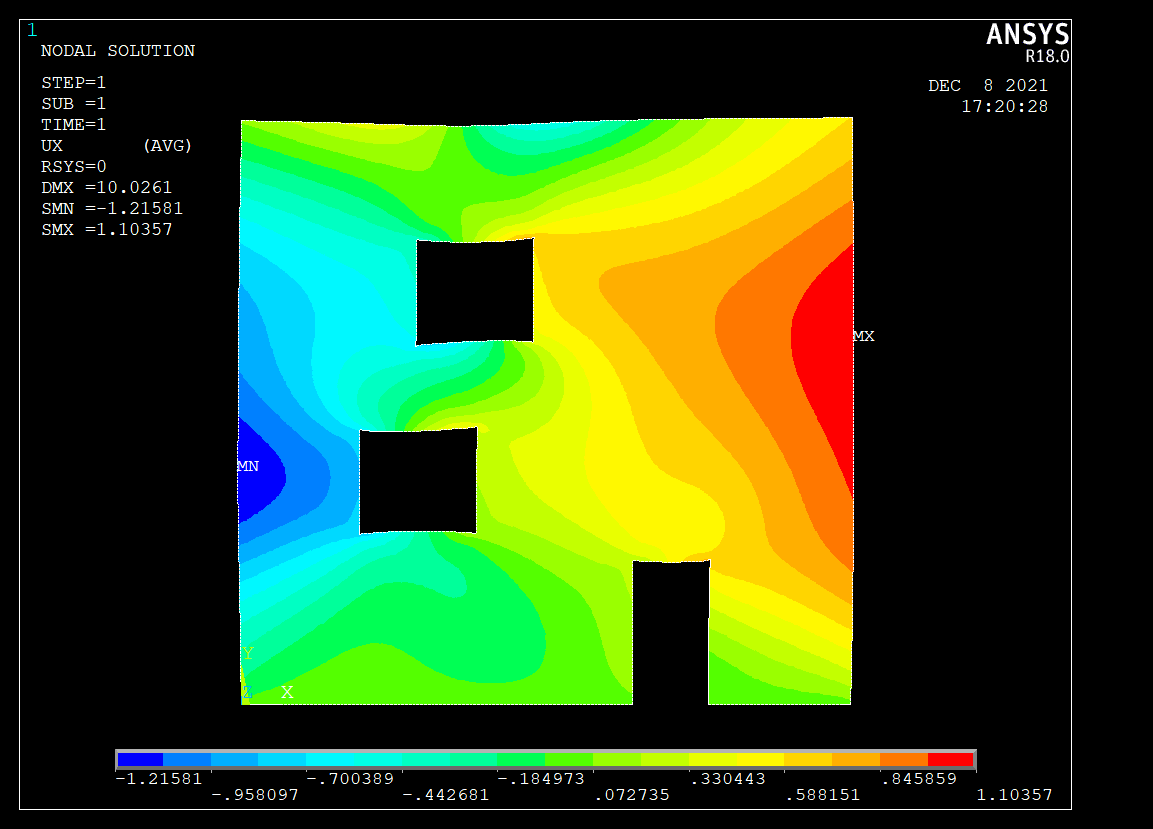 1
ANSYS
R18.0
NODAL SOLUTION
DEC 8 2021
17:20:28
STEP=1
SUB =1
TIME=1
UX (AVG)
RSYS=0
DMX =10.0261
SMN =-1.21581
SMX =1.10357
MX
MN
Y
Z X
-1.21581 -.700389 -.184973 .330443 .845859
-.958097 -.442681 .072735 .588151 1.10357